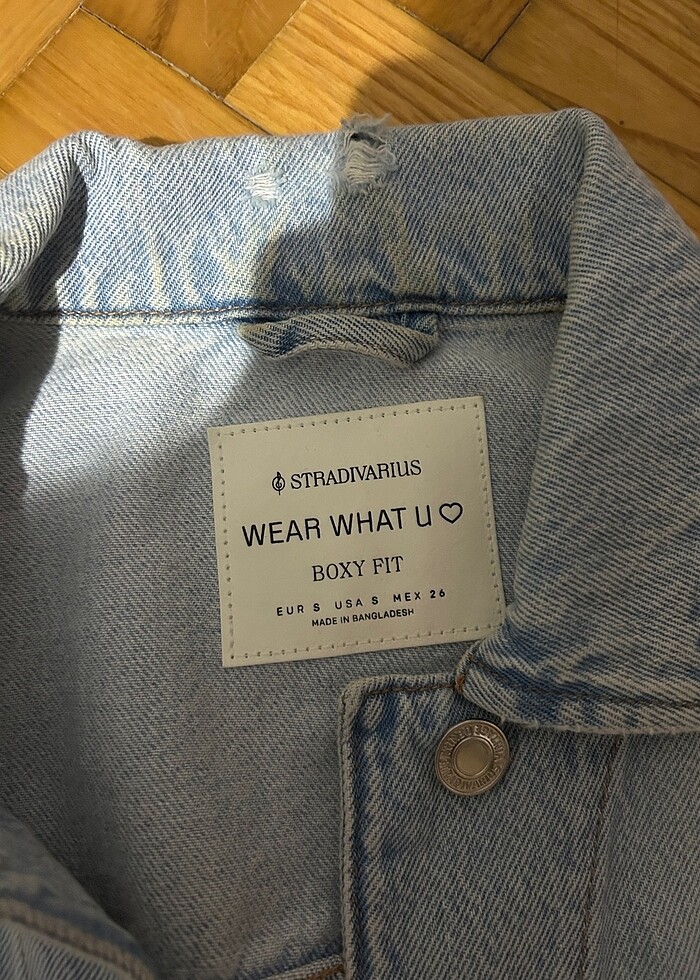 STRADIVARIUS
WEAR WHAT U ♡
BOXY FIT
EUR S USA S MEX 26
MADE IN BANGLADESH